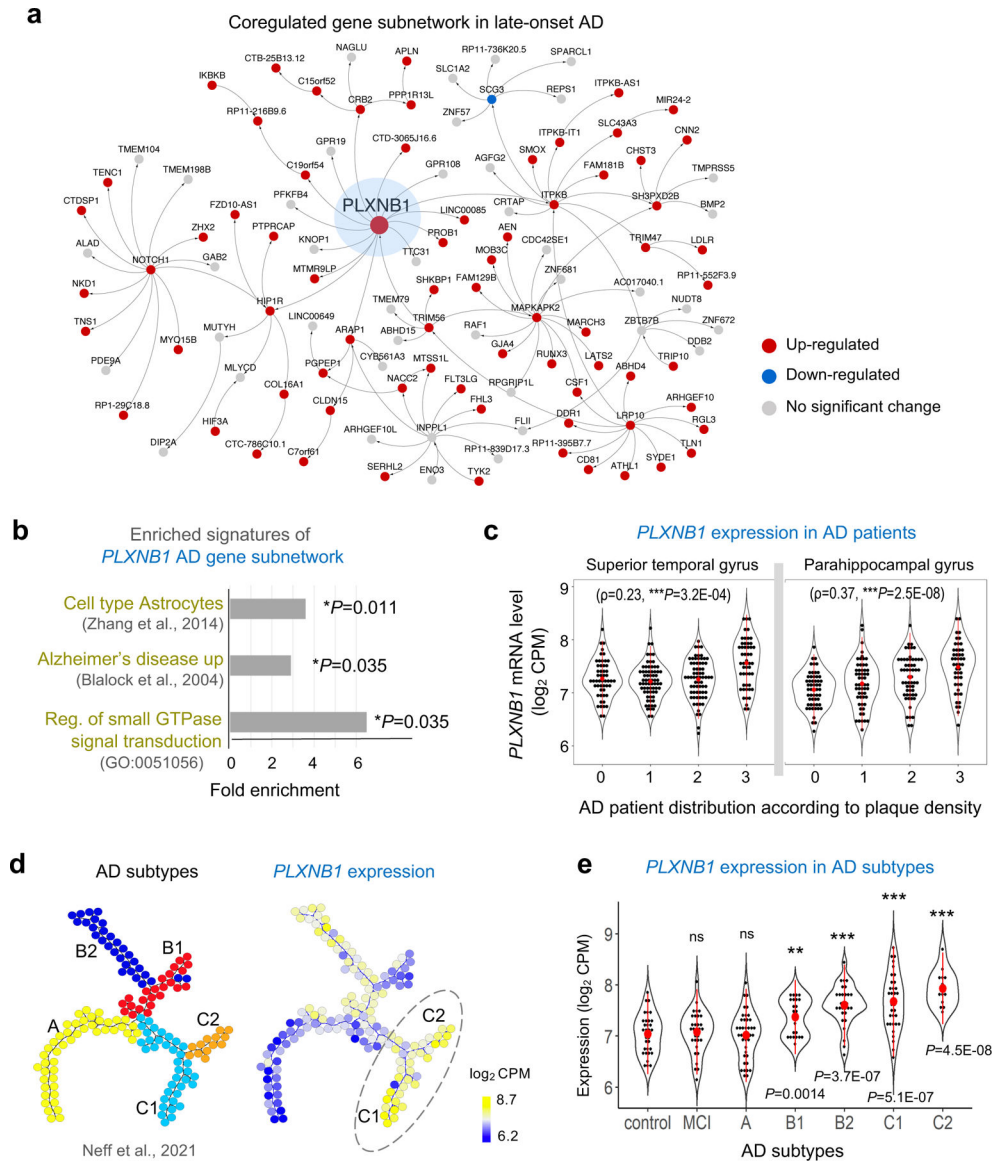 a
Coregulated gene subnetwork in late-onset AD
NAGLU
CTB-25B13.12
APLN
RP11-736K20.5
SPARCL1
IKBKB
C15orf52
SLC1A2
SCG3
REPS1
ITPKB-AS1
RP11-216B9.6
CRB2
PPP1R13L
ZNF57
MIR24-2
GPR19
CTD-3065J16.6
ITPKB-IT1
SLC43A3
CNN2
TMEM104
SMOX
TENC1
TMEM198B
C19orf54
GPR108
AGFG2
FAM181B
CHST3
TMPRSS5
CTDSP1
PFKFB4
PLXNB1
ITPKB
SH3PXD2B
FZD10-AS1
CRTAP
BMP2
ZHX2
PTPRCAP
LINC00085
AEN
ALAD
KNOP1
PROB1
MOB3C
CDC42SE1
TRIM47
LDLR
NOTCH1
GAB2
TTC31
NKD1
MTMR9LP
SHKBP1
FAM129B
ZNF681
AC017040.1
RP11-552F3.9
TMEM79
NUDT8
TNS1
HIP1R
LINC00649
ARAP1
ABHD15
TRIM56
MAPKAPK2
MARCH3
ZBTB7B
ZNF672
MUTYH
MYO15B
RAF1
GJA4
DDB2
PDE9A
CYB561A3
RUNX3
LATS2
TRIP10
MLYCD
PGPEP1
MTSS1L
NACC2
FLT3LG
RPGRIP1L
ABHD4
COL16A1
CSF1
RP1-29C18.8
CLDN15
FHL3
ARHGEF10
HIF3A
DDR1
LRP10
RGL3
ARHGEF10L
INPPL1
FLII
DIP2A
CTC-786C10.1
C7orf61
RP11-839D17.3
RP11-395B7.7
TLN1
SERHL2
ENO3
TYK2
CD81
ATHL1
SYDE1
Up-regulated
Down-regulated
No significant change
b
Enriched signatures of
PLXNB1 AD gene subnetwork
Cell type Astrocytes
(Zhang et al., 2014)
*P=0.011
Alzheimer's disease up
(Blalock et al., 2004)
*P=0.035
Reg. of small GTPase
signal transduction
(GO:0051056)
*P=0.035
0 2 4 6
Fold enrichment
c
PLXNB1 expression in AD patients
Superior temporal gyrus
Parahippocampal gyrus
(ρ=0.23, ***P=3.2E-04)
(ρ=0.37, ***P=2.5E-08)
PLXNB1 mRNA level
(log2 CPM)
9
8
7
6
0 1 2 3 0 1 2 3
AD patient distribution according to plaque density
d
AD subtypes
PLXNB1 expression
B2
B1
A
C2
C1
C2
C1
log2 CPM
8.7
6.2
Neff et al., 2021
e
PLXNB1 expression in AD subtypes
Expression (log2 CPM)
9
8
7
6
ns
ns
**
***
***
***
P=0.0014
P=3.7E-07
P=5.1E-07
P=4.5E-08
control MCI A B1 B2 C1 C2
AD subtypes